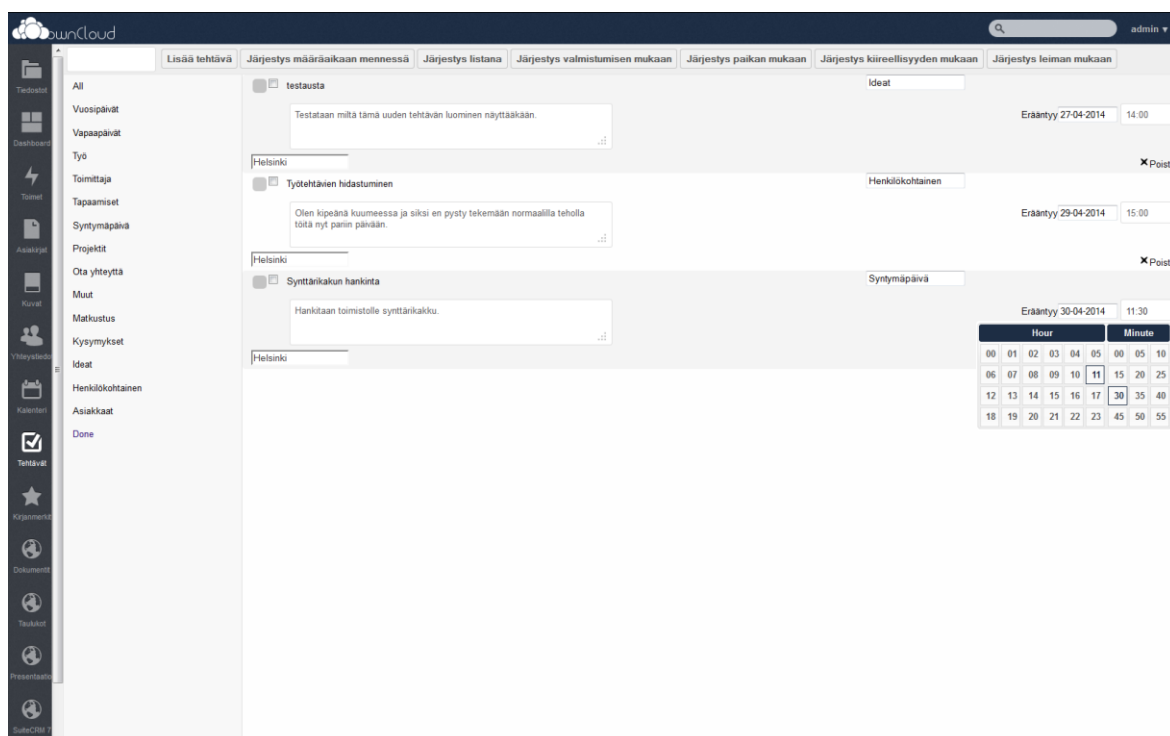 ownCloud
admin
Tiedostot
Dashboard
Toimet
Asiakirjat
Kuvat
Yhteystiedo
Kalenteri
Tehtävät
Kirjanmerkit
Dokumentit
Taulukot
Presentaatio
SuiteCRM 7
Lisää tehtävä Järjestys määräaikaan mennessä Järjestys listana Järjestys valmistumisen mukaan Järjestys paikan mukaan Järjestys kiireellisyyden mukaan Järjestys leiman mukaan
All
Vuosipäivät
Vapaapäivät
Työ
Toimittaja
Tapaamiset
Syntymäpäivä
Projektit
Ota yhteyttä
Muut
Matkustus
Kysymykset
Ideat
Henkilökohtainen
Asiakkaat
Done
testausta Ideat
Testataan miltä tämä uuden tehtävän luominen näyttääkään.
Erääntyy 27-04-2014 14:00
Helsinki
Poist
Työtehtävien hidastuminen Henkilökohtainen
Olen kipeänä kuumeessa ja siksi en pysty tekemään normaalilla teholla
töitä nyt pariin päivään.
Erääntyy 29-04-2014 15:00
Helsinki
Poist
Synttärikakun hankinta Syntymäpäivä
Hankitaan toimistolle synttärikakku.
Erääntyy 30-04-2014 11:30
Helsinki
Hour Minute
00 01 02 03 04 05 00 05 10
06 07 08 09 10 11 15 20 25
12 13 14 15 16 17 30 35 40
18 19 20 21 22 23 45 50 55